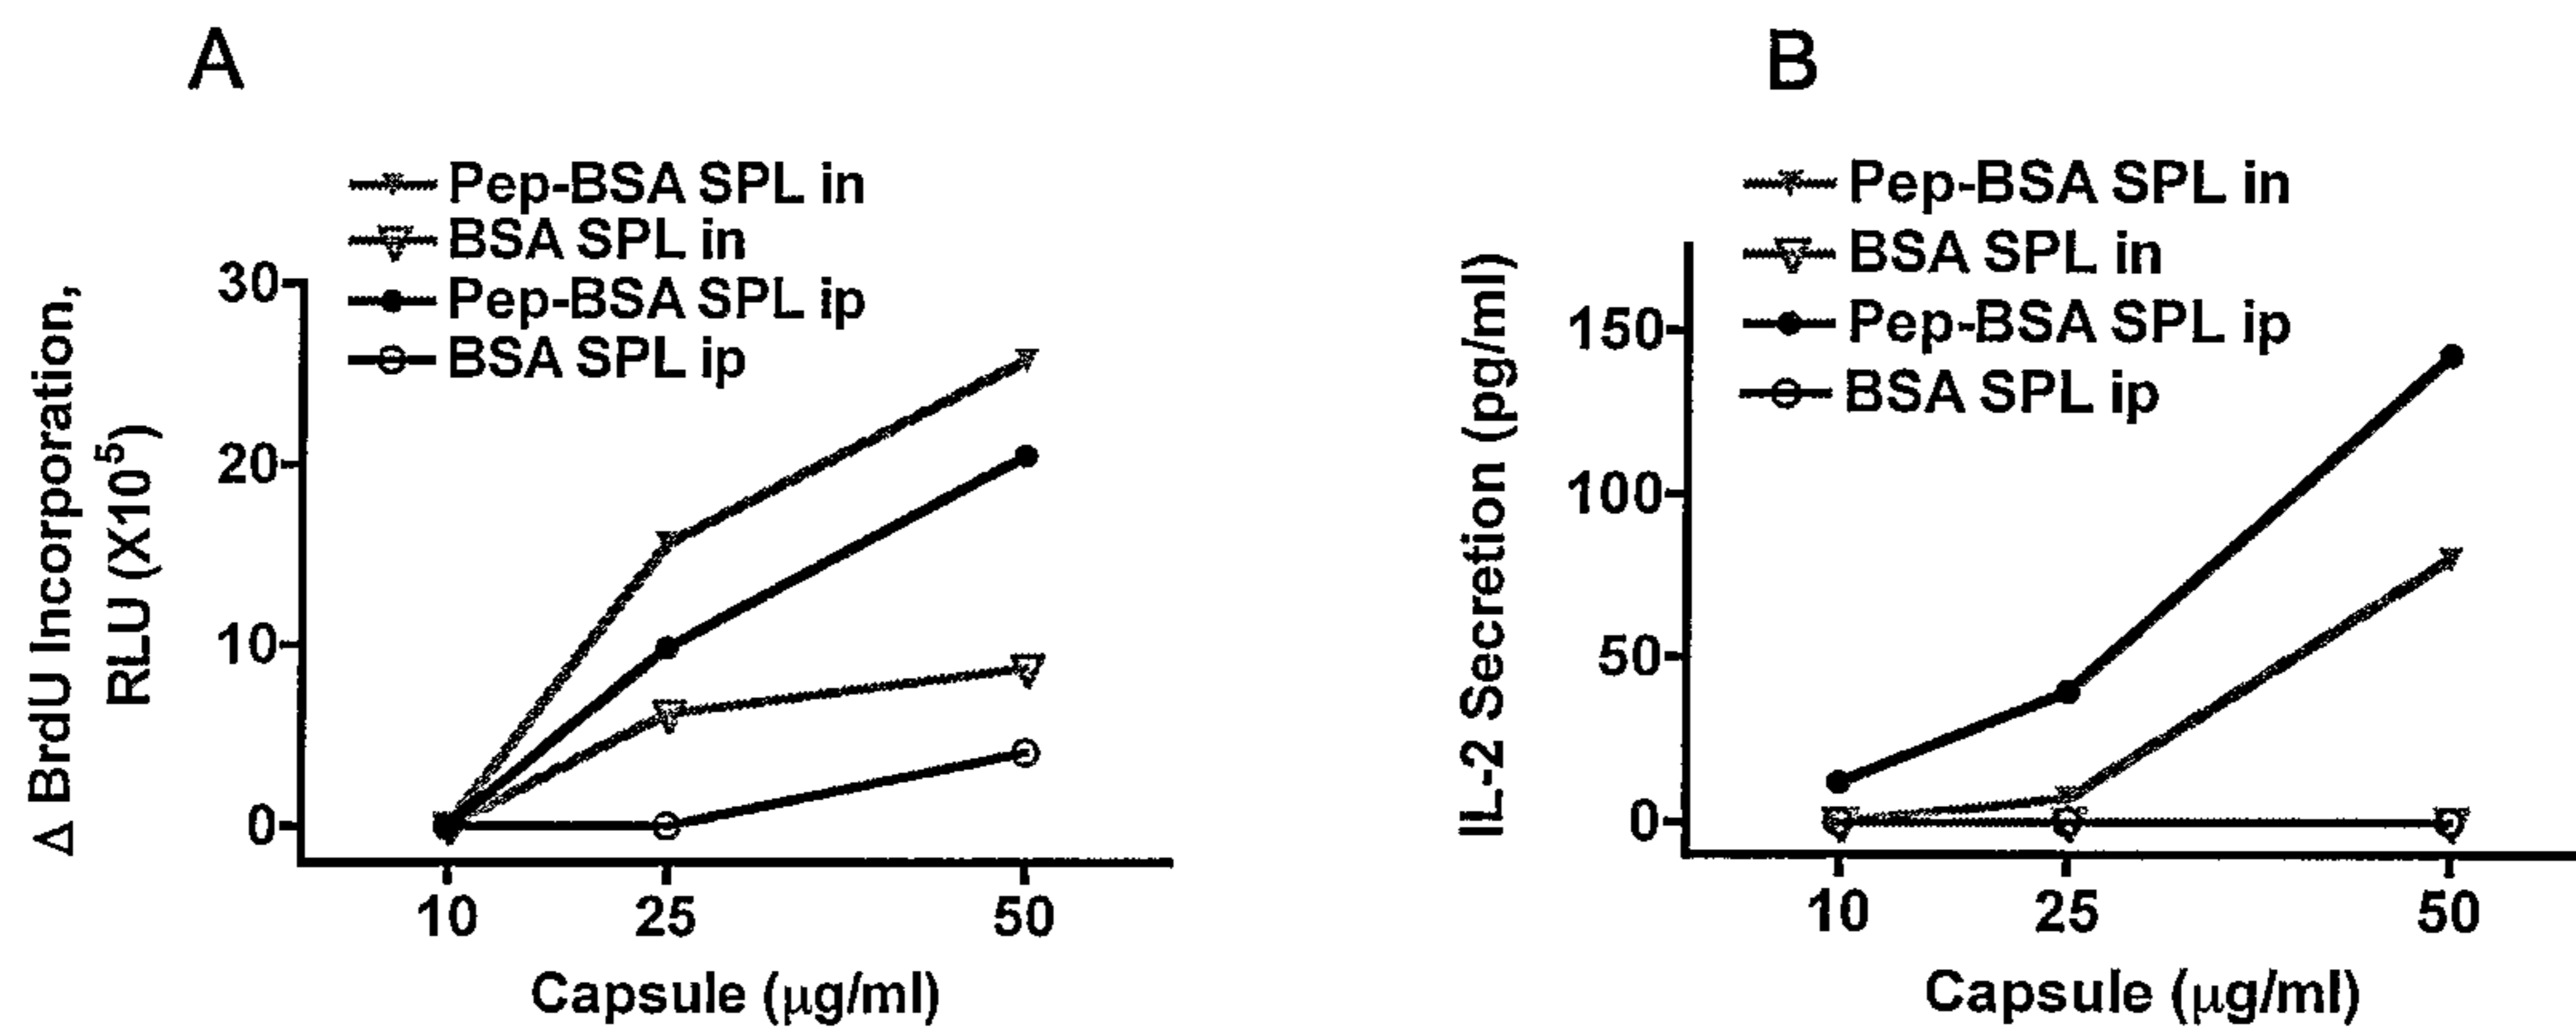 A
Pep-BSA SPL in
BSA SPL in
Pep-BSA SPL ip
BSA SPL ip
Δ BrdU Incorporation,
RLU (X10⁵)
30
20
10
0
10 25 50
Capsule (μg/ml)
B
Pep-BSA SPL in
BSA SPL in
Pep-BSA SPL ip
BSA SPL ip
IL-2 Secretion (pg/ml)
150
100
50
0
10 25 50
Capsule (μg/ml)